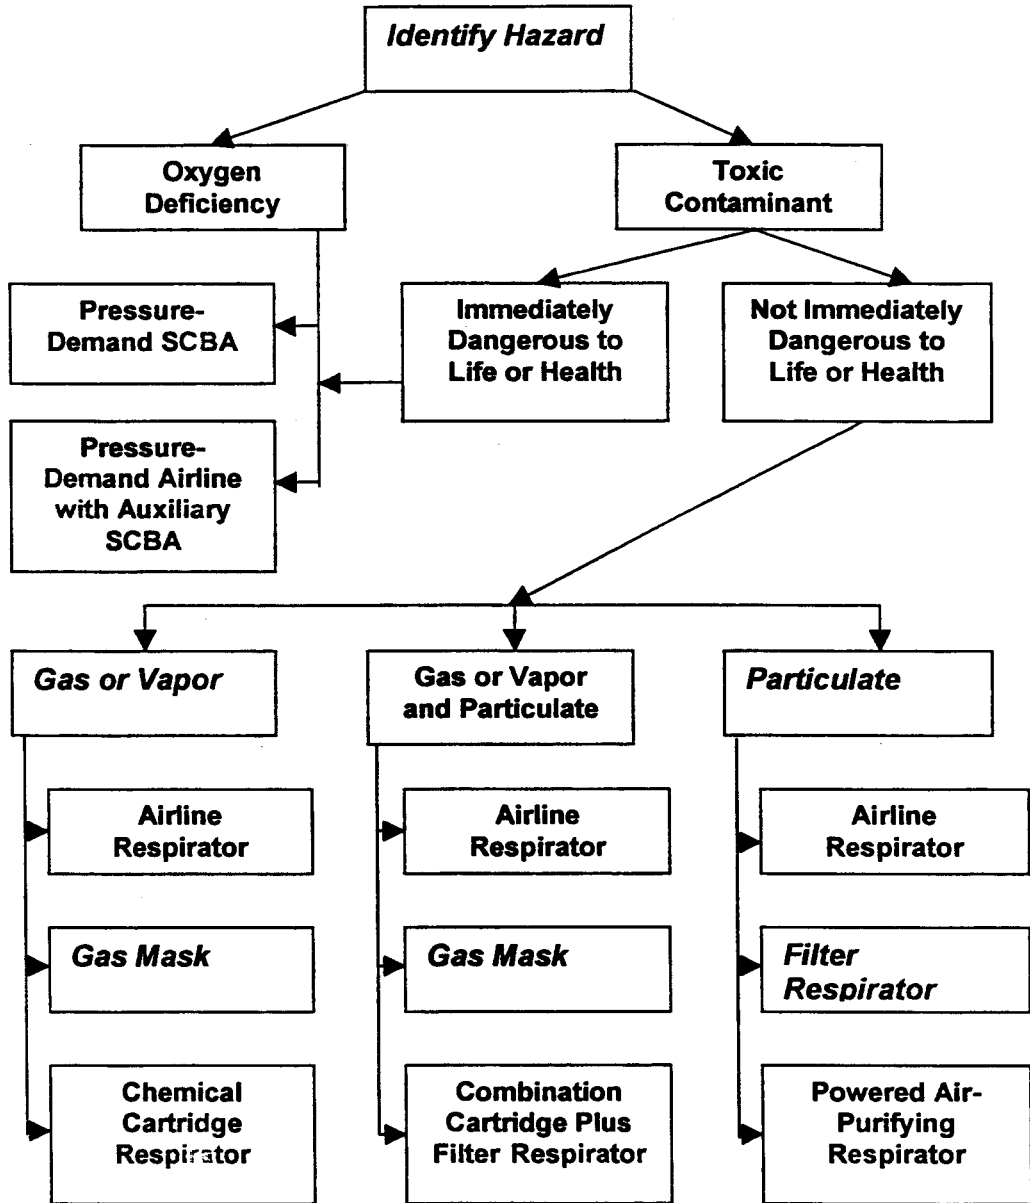 Identify Hazard
Oxygen
Deficiency
Toxic
Contaminant
Pressure-
Demand SCBA
Immediately
Dangerous to
Life or Health
Not Immediately
Dangerous to
Life or Health
Pressure-
Demand Airline
with Auxiliary
SCBA
Gas or Vapor
Gas or Vapor
and Particulate
Particulate
Airline
Respirator
Airline
Respirator
Airline
Respirator
Gas Mask
Gas Mask
Filter
Respirator
Chemical
Cartridge
Respirator
Combination
Cartridge Plus
Filter Respirator
Powered Air-
Purifying
Respirator